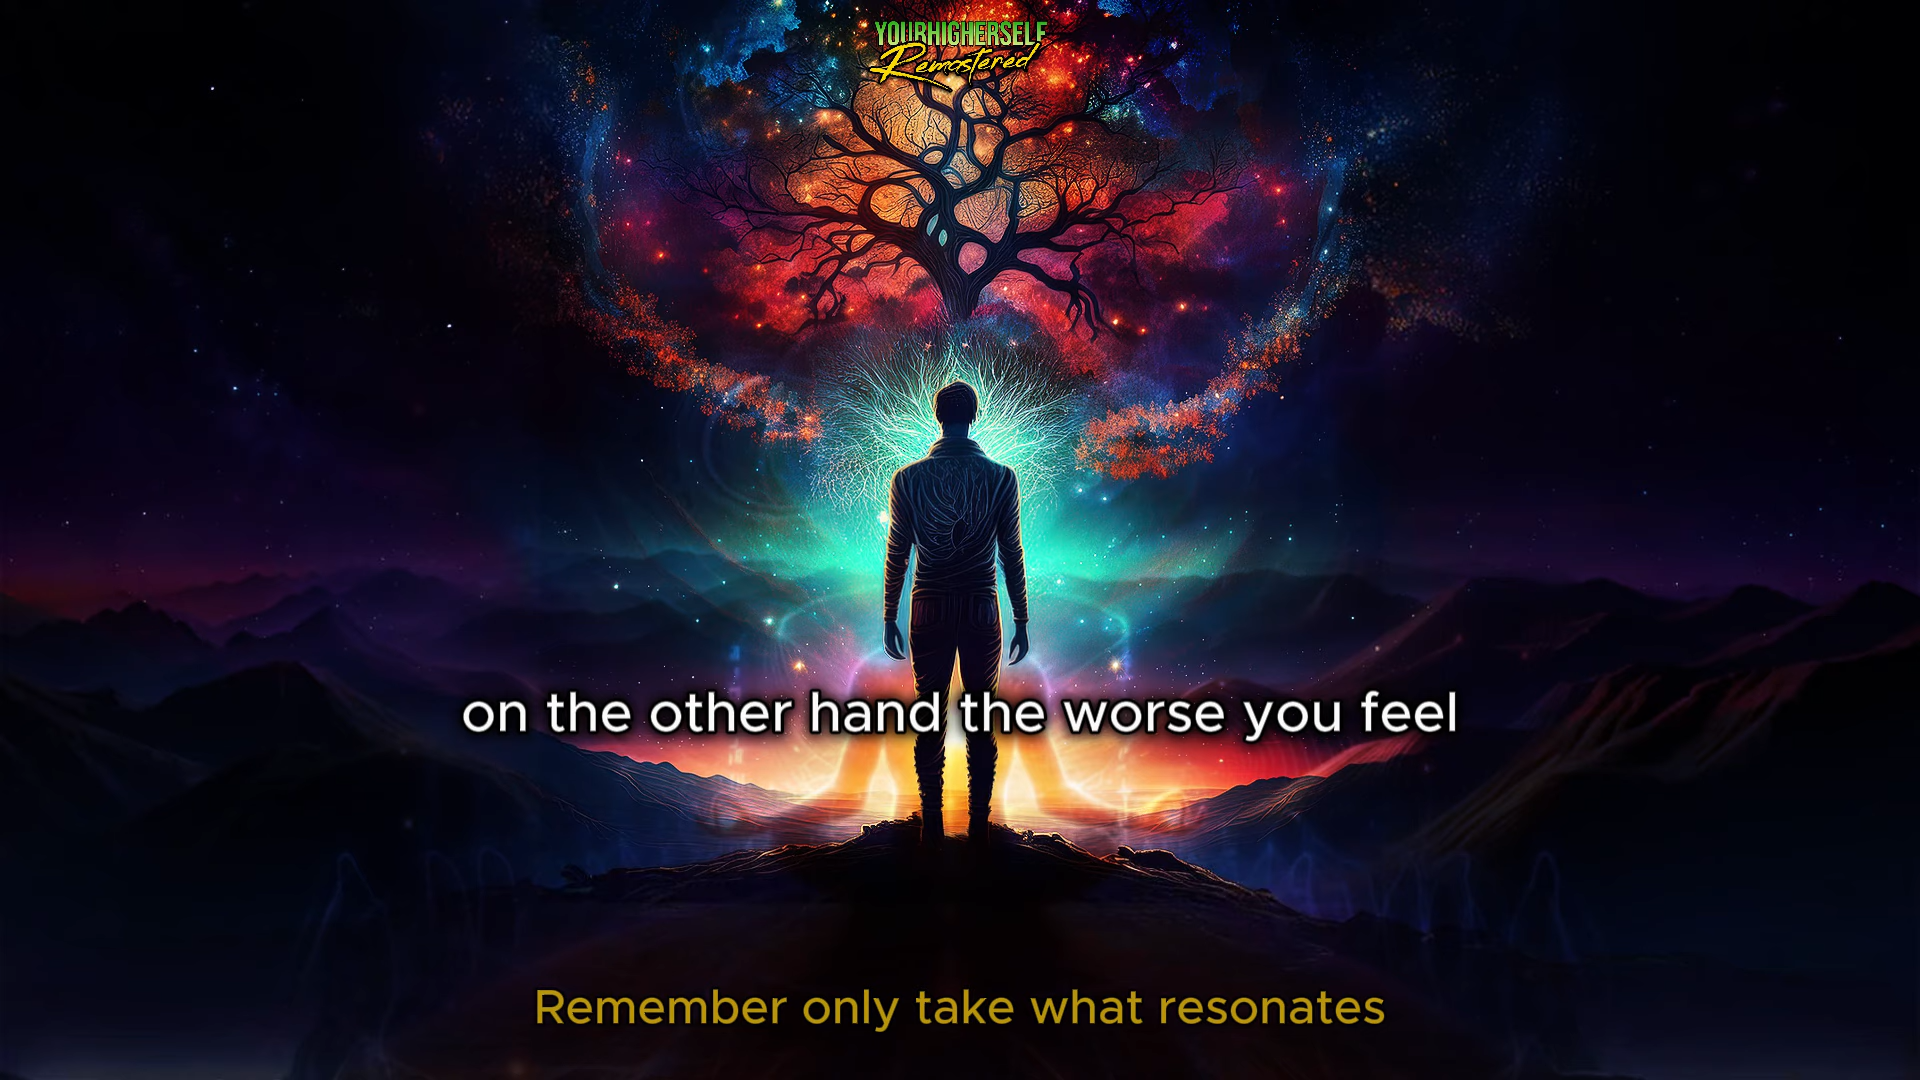 YOURHIGHERSELF
Remastered
on the other hand the worse you feel
Remember only take what resonates